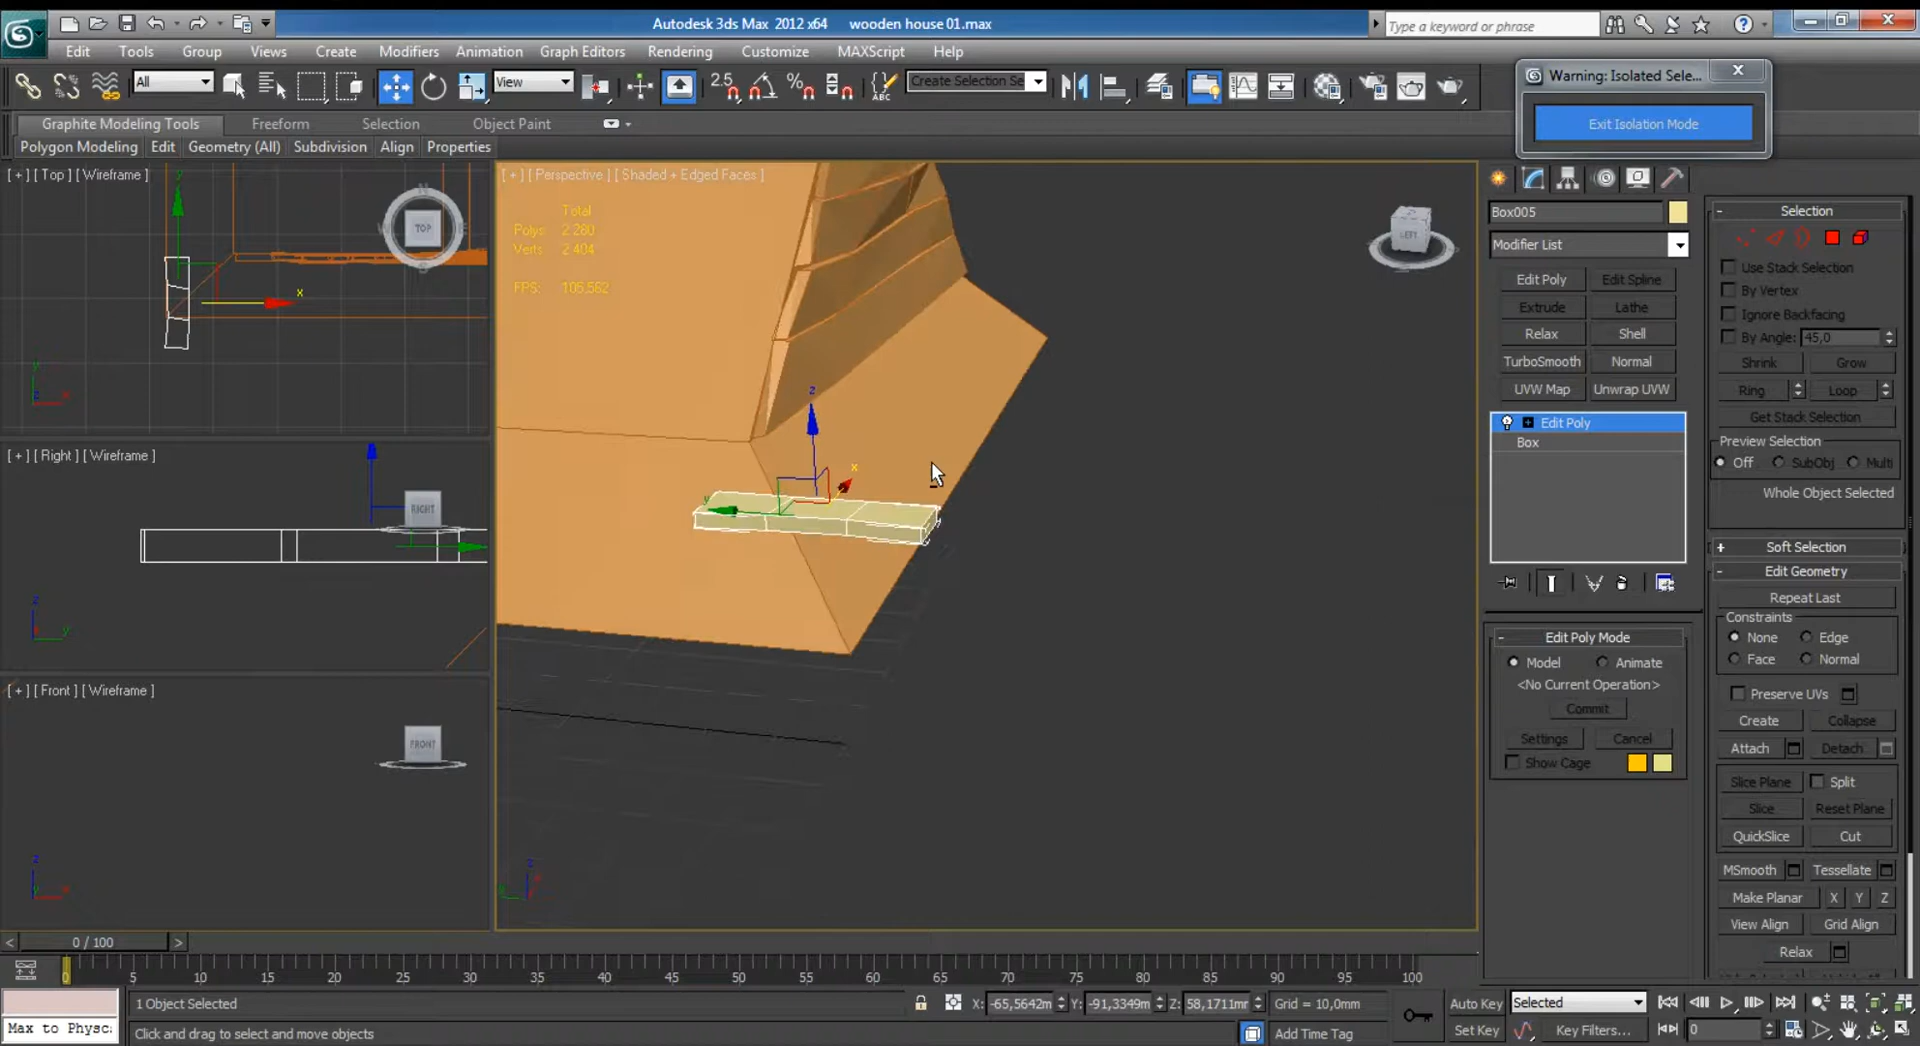 Autodesk 3ds Max 2012 x64 wooden house 01.max
Type a keyword or phrase
Edit Tools Group Views Create Modifiers Animation Graph Editors Rendering Customize MAXScript Help
All
View
2.5
Create Selection Se
Warning: Isolated Sele...
Exit Isolation Mode
Graphite Modeling Tools Freeform Selection Object Paint
Polygon Modeling Edit Geometry (All) Subdivision Align Properties
[ + ] [ Top ] [ Wireframe ]
TOP
[ + ] [ Perspective ] [ Shaded + Edged Faces ]
Total
Polys: 2 280
Verts: 2 404
FPS: 105,562
LEFT
[ + ] [ Right ] [ Wireframe ]
RIGHT
[ + ] [ Front ] [ Wireframe ]
FRONT
Box005
Modifier List
Edit Poly Edit Spline
Extrude Lathe
Relax Shell
TurboSmooth Normal
UVW Map Unwrap UVW
Edit Poly
Box
Edit Poly Mode
Model Animate
<No Current Operation>
Commit
Settings Cancel
Show Cage
Selection
Use Stack Selection
By Vertex
Ignore Backfacing
By Angle: 45,0
Shrink Grow
Ring Loop
Get Stack Selection
Preview Selection
Off SubObj Multi
Whole Object Selected
Soft Selection
Edit Geometry
Repeat Last
Constraints
None Edge
Face Normal
Preserve UVs
Create Collapse
Attach Detach
Slice Plane Split
Slice Reset Plane
QuickSlice Cut
MSmooth Tessellate
Make Planar X Y Z
View Align Grid Align
Relax
0 / 100
0 5 10 15 20 25 30 35 40 45 50 55 60 65 70 75 80 85 90 95 100
1 Object Selected
X: -65,5642m Y: -91,3349m Z: 58,1711mr Grid = 10,0mm
Auto Key Selected
Max to Physc:
Click and drag to select and move objects
Add Time Tag
Set Key Key Filters... 0